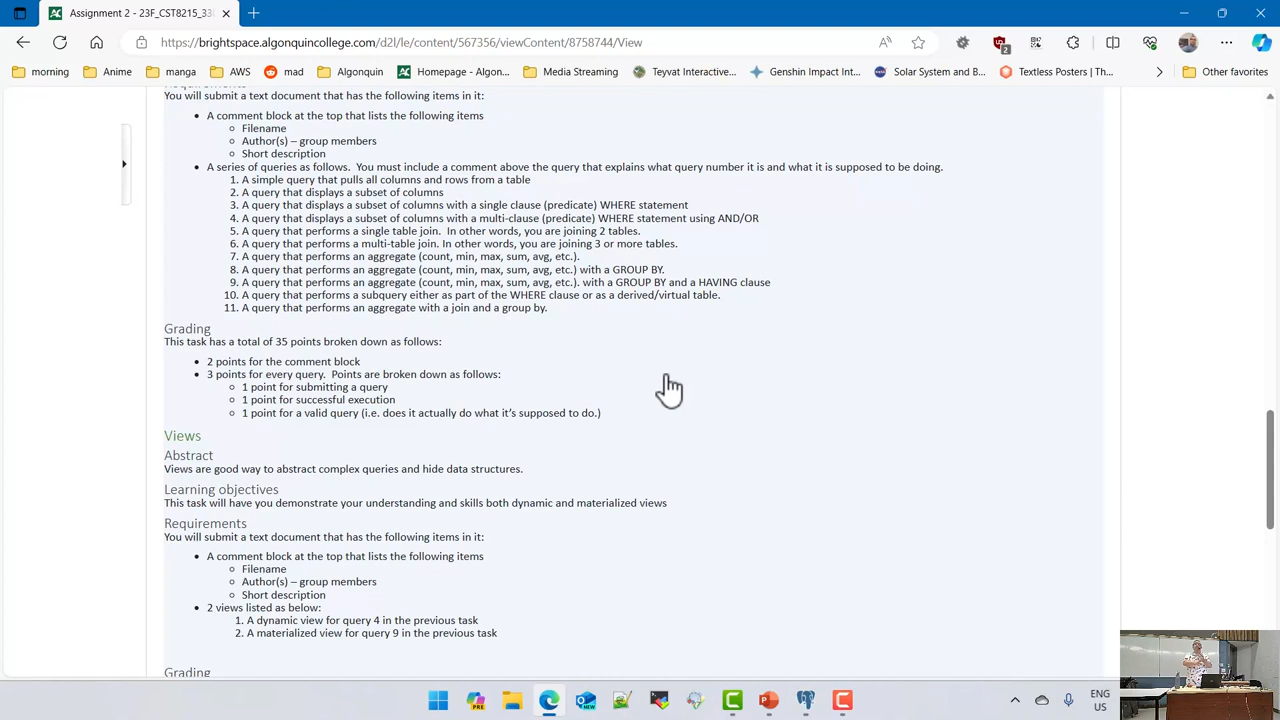 Assignment 2 - 23F_CST8215_33
https://brightspace.algonquincollege.com/d2l/le/content/567356/viewContent/8758744/View
2
morning
Anime
manga
AWS
mad
Algonquin
Homepage - Algon...
Media Streaming
Teyvat Interactive...
Genshin Impact Int...
Solar System and B...
Textless Posters | Th...
Other favorites
Requirements
You will submit a text document that has the following items in it:
• A comment block at the top that lists the following items
o Filename
o Author(s) – group members
o Short description
• A series of queries as follows. You must include a comment above the query that explains what query number it is and what it is supposed to be doing.
1. A simple query that pulls all columns and rows from a table
2. A query that displays a subset of columns
3. A query that displays a subset of columns with a single clause (predicate) WHERE statement
4. A query that displays a subset of columns with a multi-clause (predicate) WHERE statement using AND/OR
5. A query that performs a single table join. In other words, you are joining 2 tables.
6. A query that performs a multi-table join. In other words, you are joining 3 or more tables.
7. A query that performs an aggregate (count, min, max, sum, avg, etc.).
8. A query that performs an aggregate (count, min, max, sum, avg, etc.) with a GROUP BY.
9. A query that performs an aggregate (count, min, max, sum, avg, etc.). with a GROUP BY and a HAVING clause
10. A query that performs a subquery either as part of the WHERE clause or as a derived/virtual table.
11. A query that performs an aggregate with a join and a group by.
Grading
This task has a total of 35 points broken down as follows:
• 2 points for the comment block
• 3 points for every query. Points are broken down as follows:
o 1 point for submitting a query
o 1 point for successful execution
o 1 point for a valid query (i.e. does it actually do what it's supposed to do.)
Views
Abstract
Views are good way to abstract complex queries and hide data structures.
Learning objectives
This task will have you demonstrate your understanding and skills both dynamic and materialized views
Requirements
You will submit a text document that has the following items in it:
• A comment block at the top that lists the following items
o Filename
o Author(s) – group members
o Short description
• 2 views listed as below:
1. A dynamic view for query 4 in the previous task
2. A materialized view for query 9 in the previous task
Grading
ENG
US